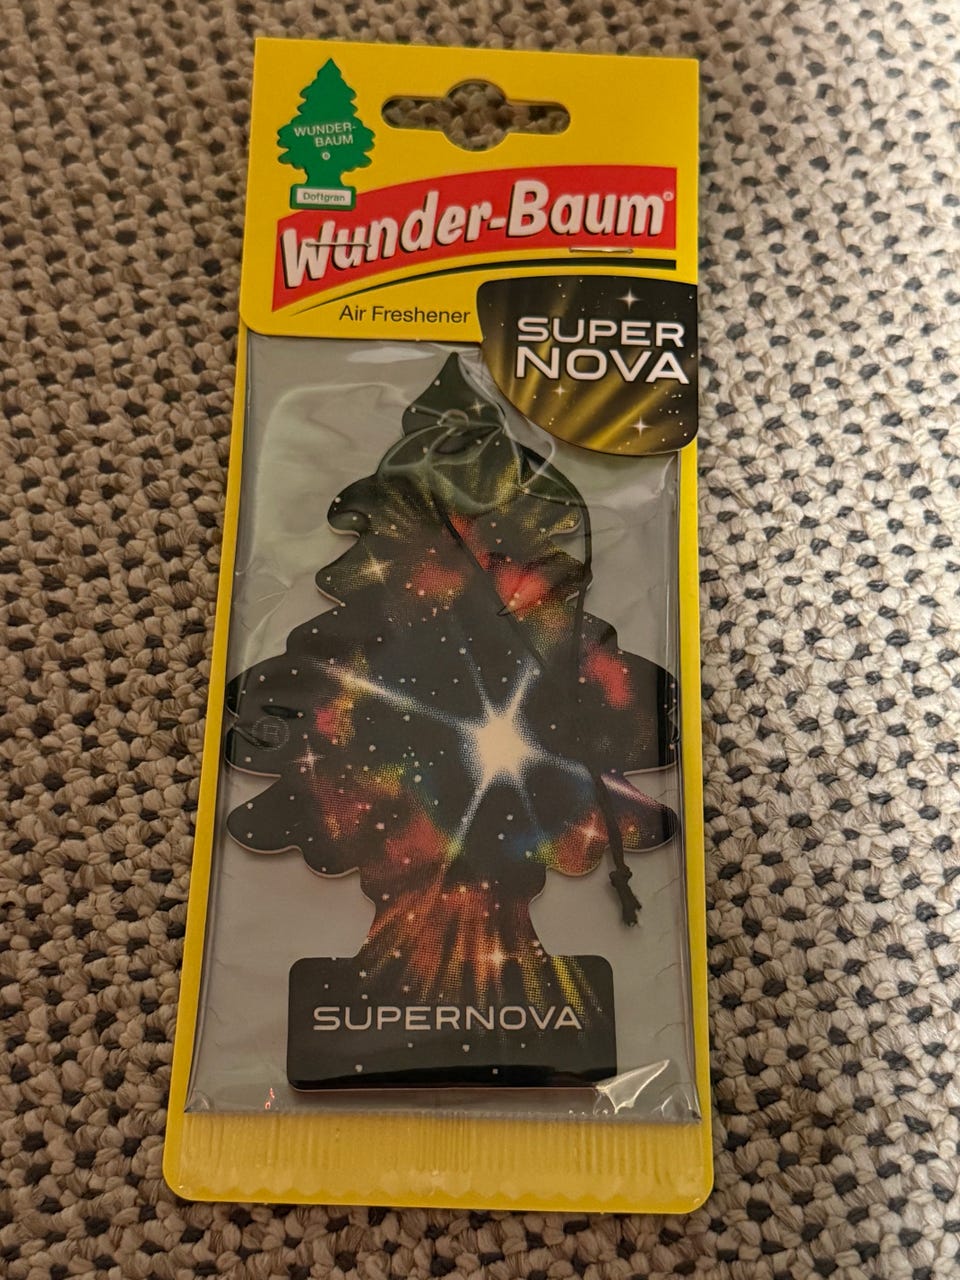 WUNDER-
BAUM
®
Doftgran
Wunder-Baum®
Air Freshener
SUPER
NOVA
®
®
SUPERNOVA